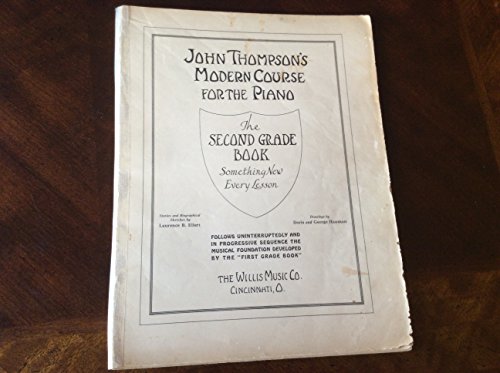 JOHN THOMPSON'S
MODERN COURSE
FOR THE PIANO
The
SECOND GRADE
BOOK
Something New
Every Lesson
Stories and Biographical
Sketches by
Laurence B. Ellert
Drawings by
Doris and George Hauman
FOLLOWS UNINTERRUPTEDLY AND
IN PROGRESSIVE SEQUENCE THE
MUSICAL FOUNDATION DEVELOPED
BY THE "FIRST GRADE BOOK"
THE WILLIS MUSIC CO.
CINCINNATI, O.